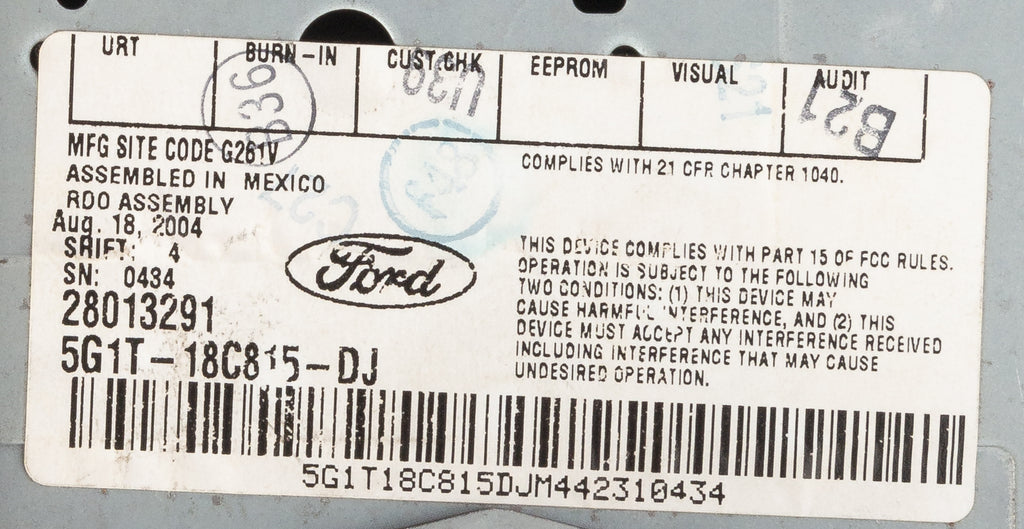 URT BURN-IN CUST.CHK EEPROM VISUAL AUDIT
B36 U39 B21
MFG SITE CODE G261V
ASSEMBLED IN MEXICO
RDO ASSEMBLY
Aug. 18, 2004
SHIFT: 4
SN: 0434
28013291
5G1T-18C815-DJ
Ford
COMPLIES WITH 21 CFR CHAPTER 1040.
THIS DEVICE COMPLIES WITH PART 15 OF FCC RULES.
OPERATION IS SUBJECT TO THE FOLLOWING
TWO CONDITIONS: (1) THIS DEVICE MAY
CAUSE HARMFUL INTERFERENCE, AND (2) THIS
DEVICE MUST ACCEPT ANY INTERFERENCE RECEIVED
INCLUDING INTERFERENCE THAT MAY CAUSE
UNDESIRED OPERATION.
5G1T18C815DJM442310434